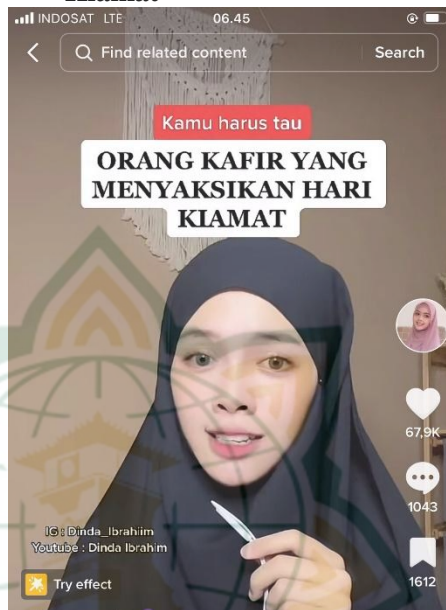 INDOSAT LTE 06.45
Find related content Search
Kamu harus tau
ORANG KAFIR YANG
MENYAKSIKAN HARI
KIAMAT
67,9K
1043
IG : Dinda_Ibrahiim
Youtube : Dinda Ibrahim
Try effect
1612